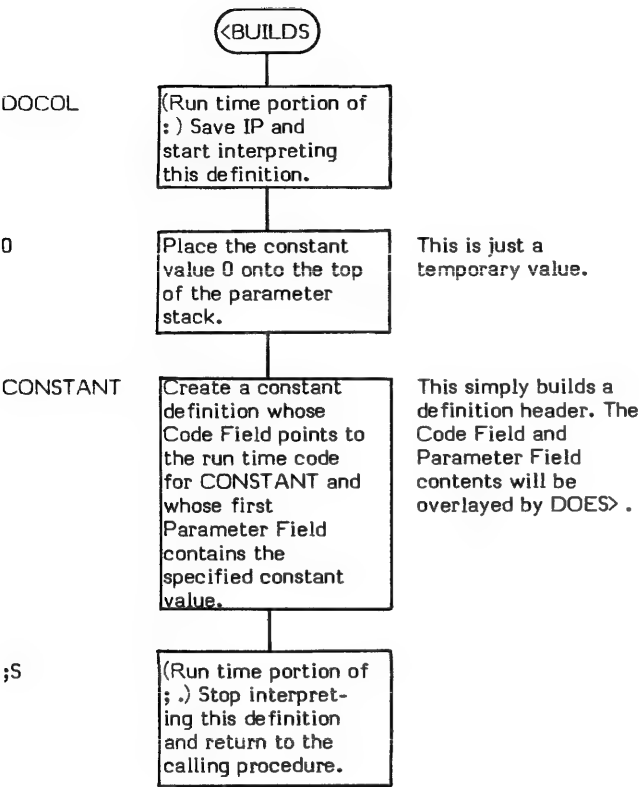 <BUILDS
DOCOL
(Run time portion of
: ) Save IP and
start interpreting
this definition.
0
Place the constant
value 0 onto the top
of the parameter
stack.
This is just a
temporary value.
CONSTANT
Create a constant
definition whose
Code Field points to
the run time code
for CONSTANT and
whose first
Parameter Field
contains the
specified constant
value.
This simply builds a
definition header. The
Code Field and
Parameter Field
contents will be
overlayed by DOES> .
;S
(Run time portion of
; .) Stop interpret-
ing this definition
and return to the
calling procedure.